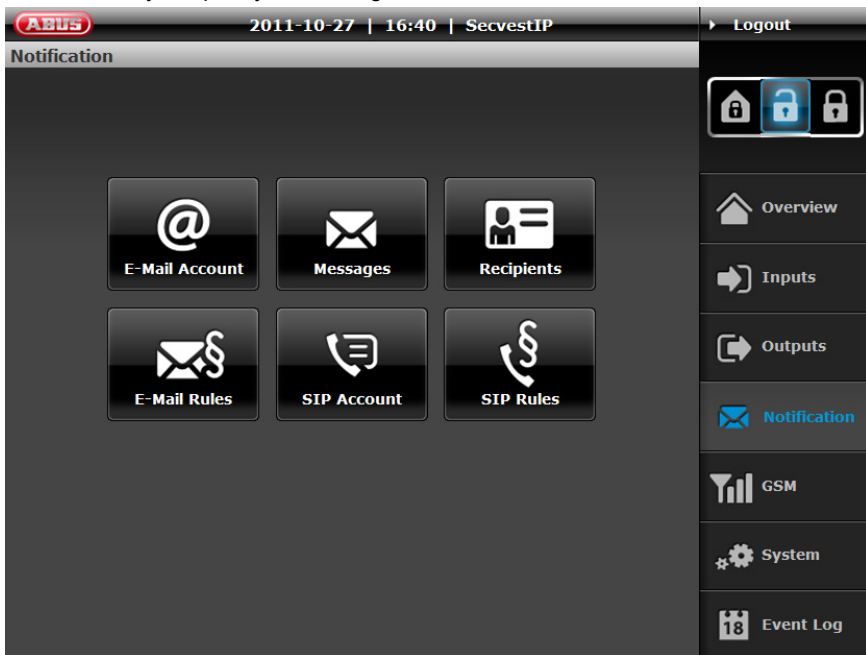 ABUS
2011-10-27 | 16:40 | SecvestIP
Logout
Notification
E-Mail Account
Messages
Recipients
E-Mail Rules
SIP Account
SIP Rules
Overview
Inputs
Outputs
Notification
GSM
System
18
Event Log